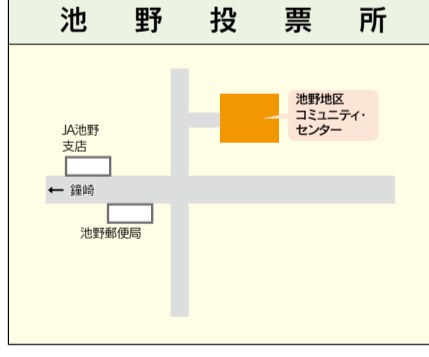 池野投票所
池野地区
コミュニティ・
センター
JA池野
支店
← 鐘崎
池野郵便局